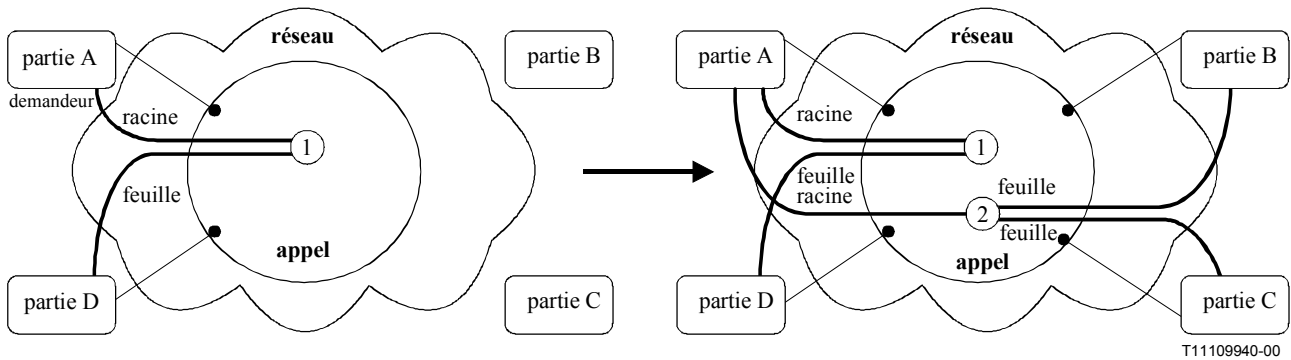 réseau
partie A
partie B
demandeur
racine
1
feuille
appel
partie D
partie C
réseau
partie A
partie B
racine
1
feuille
racine
feuille
2
feuille
appel
partie D
partie C
T11109940-00